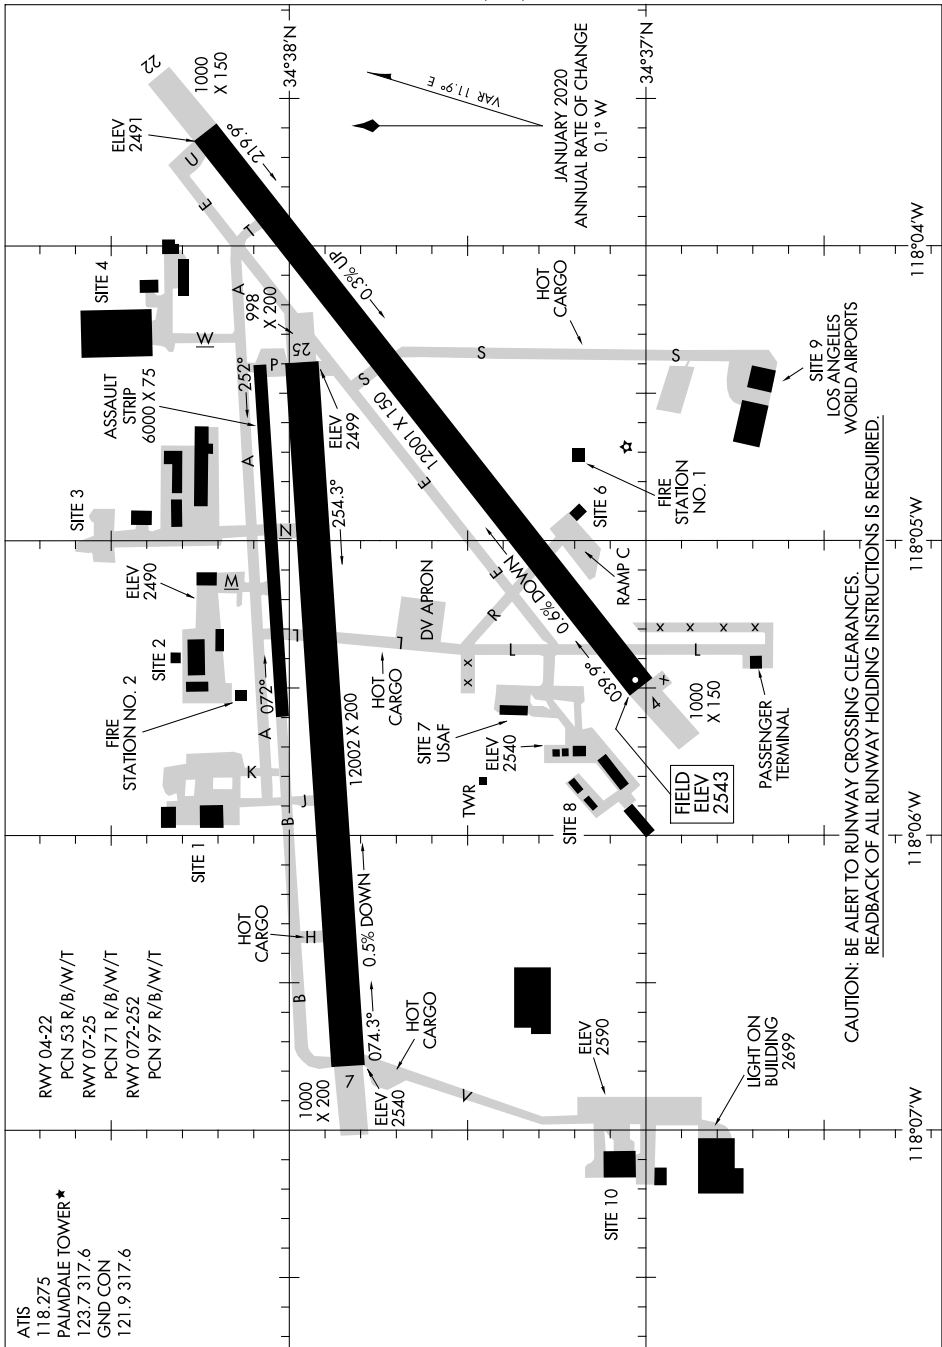 ATIS
118.275
PALMDALE TOWER★
123.7 317.6
GND CON
121.9 317.6
RWY 04-22
PCN 53 R/B/W/T
RWY 07-25
PCN 71 R/B/W/T
RWY 072-252
PCN 97 R/B/W/T
SITE 1
FIRE
STATION NO. 2
SITE 2
ELEV
2490
SITE 3
ASSAULT
STRIP
6000 X 75
SITE 4
ELEV
2491
22
1000
X 150
34°38'N
34°37'N
VAR 11.9° E
JANUARY 2020
ANNUAL RATE OF CHANGE
0.1° W
U
E
T
219.9°
0.3% UP
A
W
998
X 200
25
P
252°
A
N
M
L
072°
A
K
J
B
H
B
HOT
CARGO
ELEV
2499
254.3°
12002 X 200
0.5% DOWN
074.3°
7
1000
X 200
ELEV
2540
HOT
CARGO
V
S
E
12001 X 150
E
R
0.6% DOWN
039.9°
4
1000
X 150
X
S
S
HOT
CARGO
SITE 9
LOS ANGELES
WORLD AIRPORTS
FIRE
STATION
NO. 1
SITE 6
RAMP C
DV APRON
L
HOT
CARGO
X X
L
L
X X X X
SITE 7
USAF
ELEV
2540
TWR
SITE 8
FIELD
ELEV
2543
PASSENGER
TERMINAL
ELEV
2590
SITE 10
LIGHT ON
BUILDING
2699
118°04'W
118°05'W
118°06'W
118°07'W
CAUTION: BE ALERT TO RUNWAY CROSSING CLEARANCES.
READBACK OF ALL RUNWAY HOLDING INSTRUCTIONS IS REQUIRED.